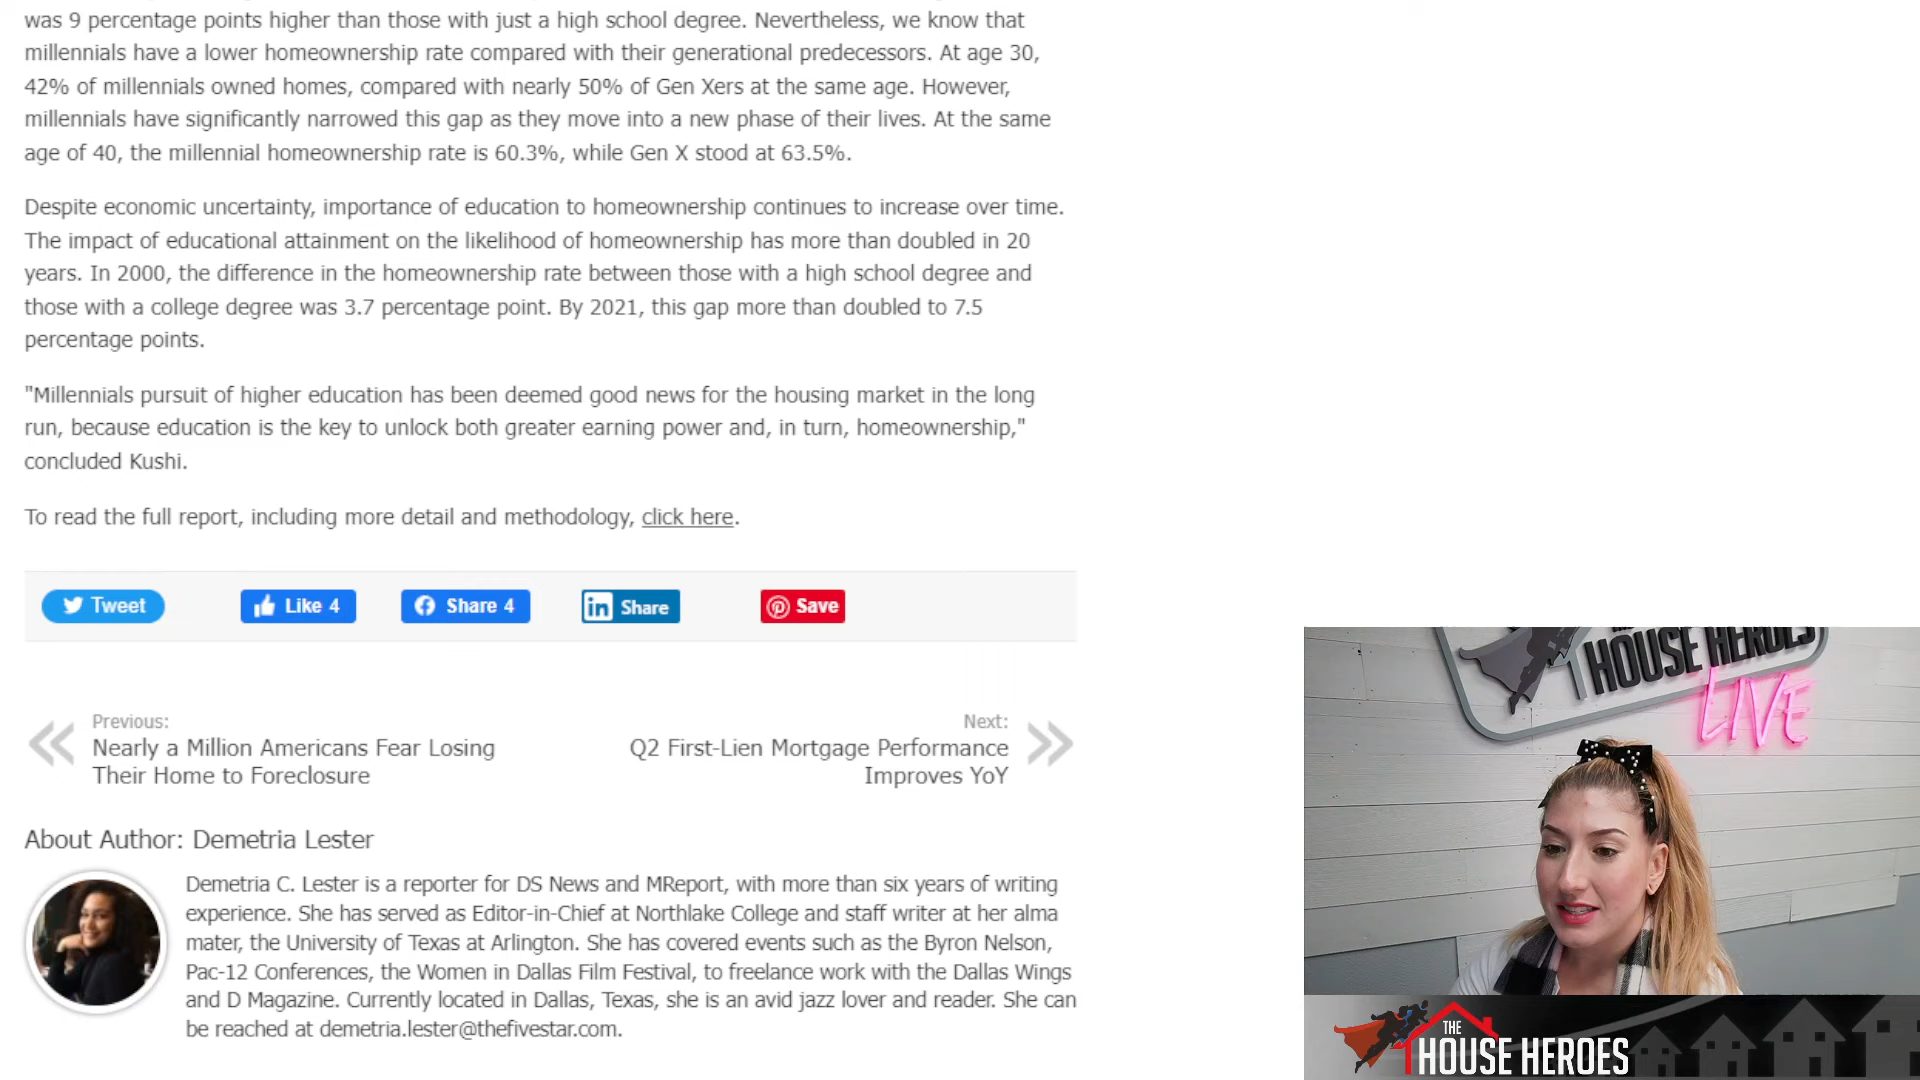 was 9 percentage points higher than those with just a high school degree. Nevertheless, we know that
millennials have a lower homeownership rate compared with their generational predecessors. At age 30,
42% of millennials owned homes, compared with nearly 50% of Gen Xers at the same age. However,
millennials have significantly narrowed this gap as they move into a new phase of their lives. At the same
age of 40, the millennial homeownership rate is 60.3%, while Gen X stood at 63.5%.
Despite economic uncertainty, importance of education to homeownership continues to increase over time.
The impact of educational attainment on the likelihood of homeownership has more than doubled in 20
years. In 2000, the difference in the homeownership rate between those with a high school degree and
those with a college degree was 3.7 percentage point. By 2021, this gap more than doubled to 7.5
percentage points.
"Millennials pursuit of higher education has been deemed good news for the housing market in the long
run, because education is the key to unlock both greater earning power and, in turn, homeownership,"
concluded Kushi.
To read the full report, including more detail and methodology, click here.
Tweet
Like 4
Share 4
in Share
Save
Previous:
Nearly a Million Americans Fear Losing
Their Home to Foreclosure
Next:
Q2 First-Lien Mortgage Performance
Improves YoY
About Author: Demetria Lester
Demetria C. Lester is a reporter for DS News and MReport, with more than six years of writing
experience. She has served as Editor-in-Chief at Northlake College and staff writer at her alma
mater, the University of Texas at Arlington. She has covered events such as the Byron Nelson,
Pac-12 Conferences, the Women in Dallas Film Festival, to freelance work with the Dallas Wings
and D Magazine. Currently located in Dallas, Texas, she is an avid jazz lover and reader. She can
be reached at demetria.lester@thefivestar.com.
HOUSE HEROES
LIVE
THE
HOUSE HEROES